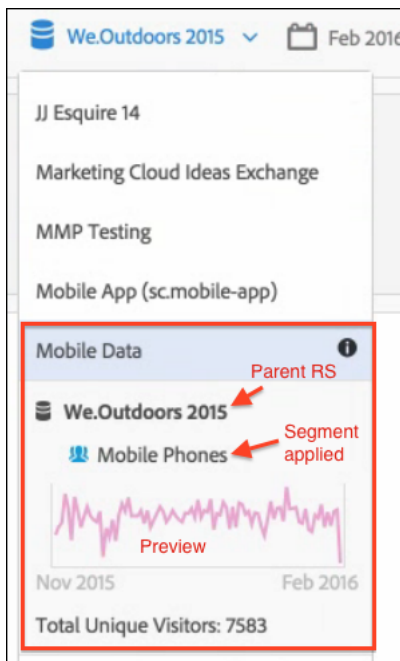 We.Outdoors 2015 Feb 2016
JJ Esquire 14
Marketing Cloud Ideas Exchange
MMP Testing
Mobile App (sc.mobile-app)
Mobile Data
Parent RS
We.Outdoors 2015
Segment
applied
Mobile Phones
Preview
Nov 2015 Feb 2016
Total Unique Visitors: 7583